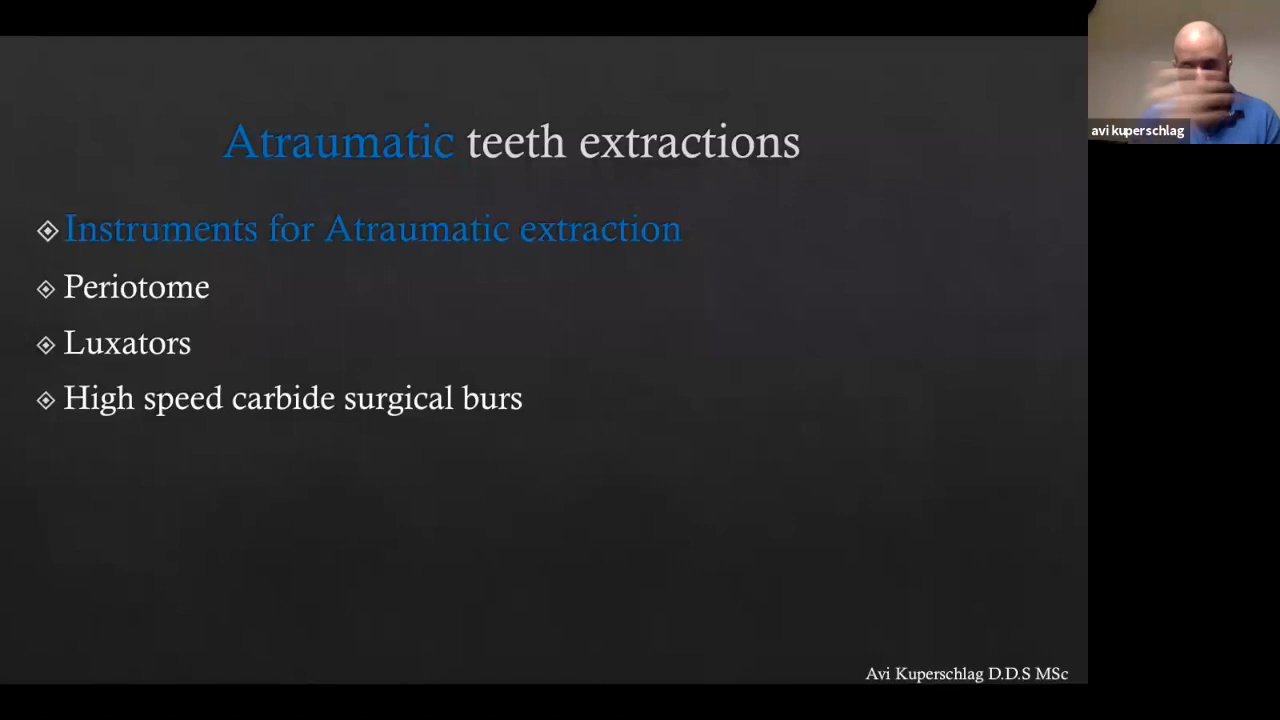 Atraumatic teeth extractions
Instruments for Atraumatic extraction
Periotome
Luxators
High speed carbide surgical burs
avi kuperschlag
Avi Kuperschlag D.D.S MSc